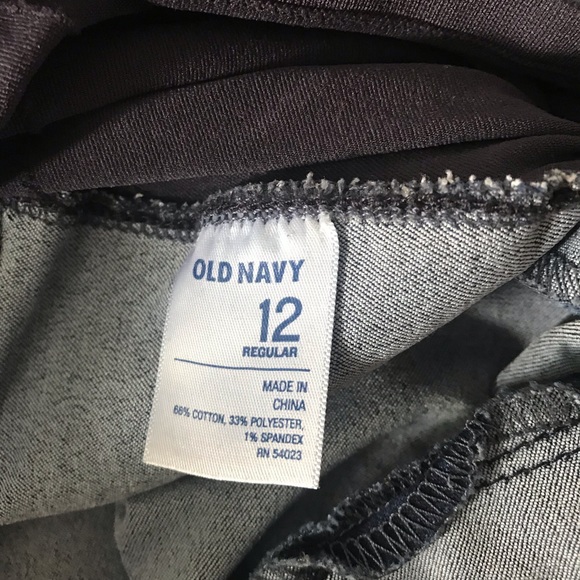 OLD NAVY
12
REGULAR
MADE IN
CHINA
66% COTTON, 33% POLYESTER,
1% SPANDEX
RN 54023